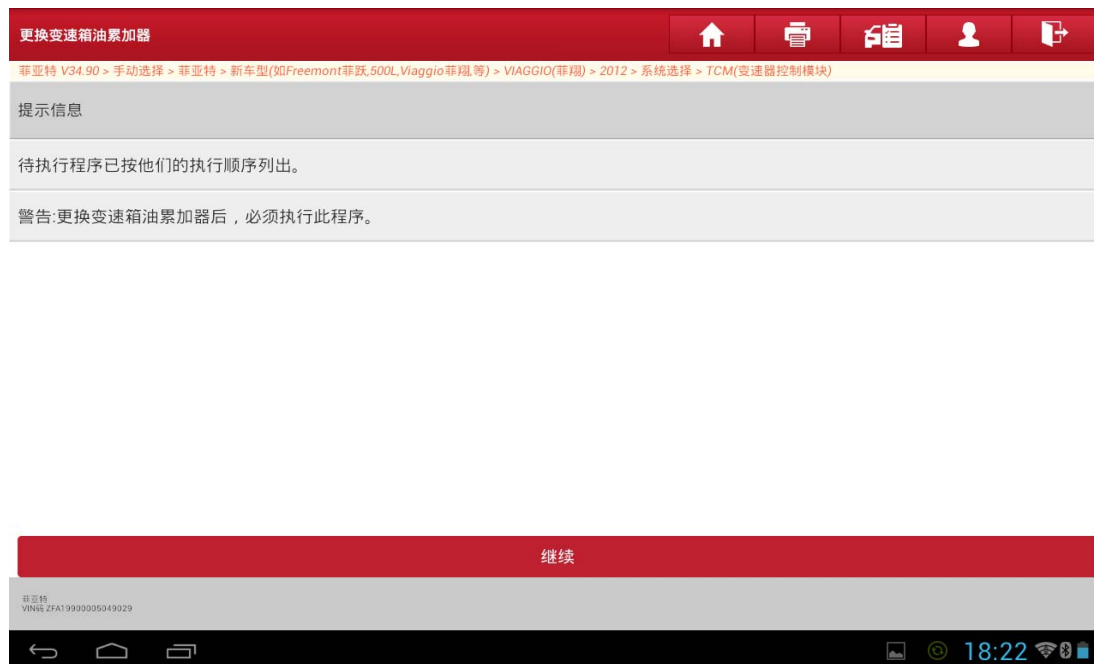 更换变速箱油累加器
菲亚特 V34.90 > 手动选择 > 菲亚特 > 新车型(如Freemont菲跃,500L,Viaggio菲翔,等) > VIAGGIO(菲翔) > 2012 > 系统选择 > TCM(变速器控制模块)
提示信息
待执行程序已按他们的执行顺序列出。
警告:更换变速箱油累加器后，必须执行此程序。
继续
菲亚特
VIN码 ZFA19900005049029
18:22